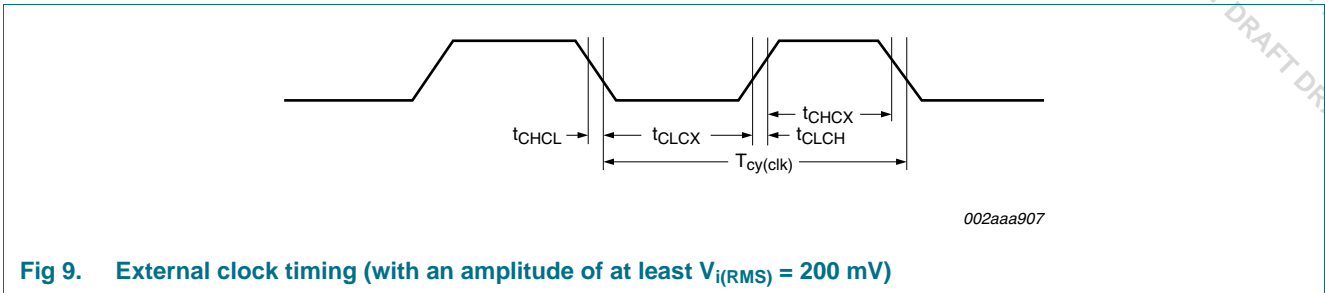 DRAFT DRA
tCHCX
tCHCL
tCLCX
tCLCH
Tcy(clk)
002aaa907
Fig 9. External clock timing (with an amplitude of at least Vi(RMS) = 200 mV)